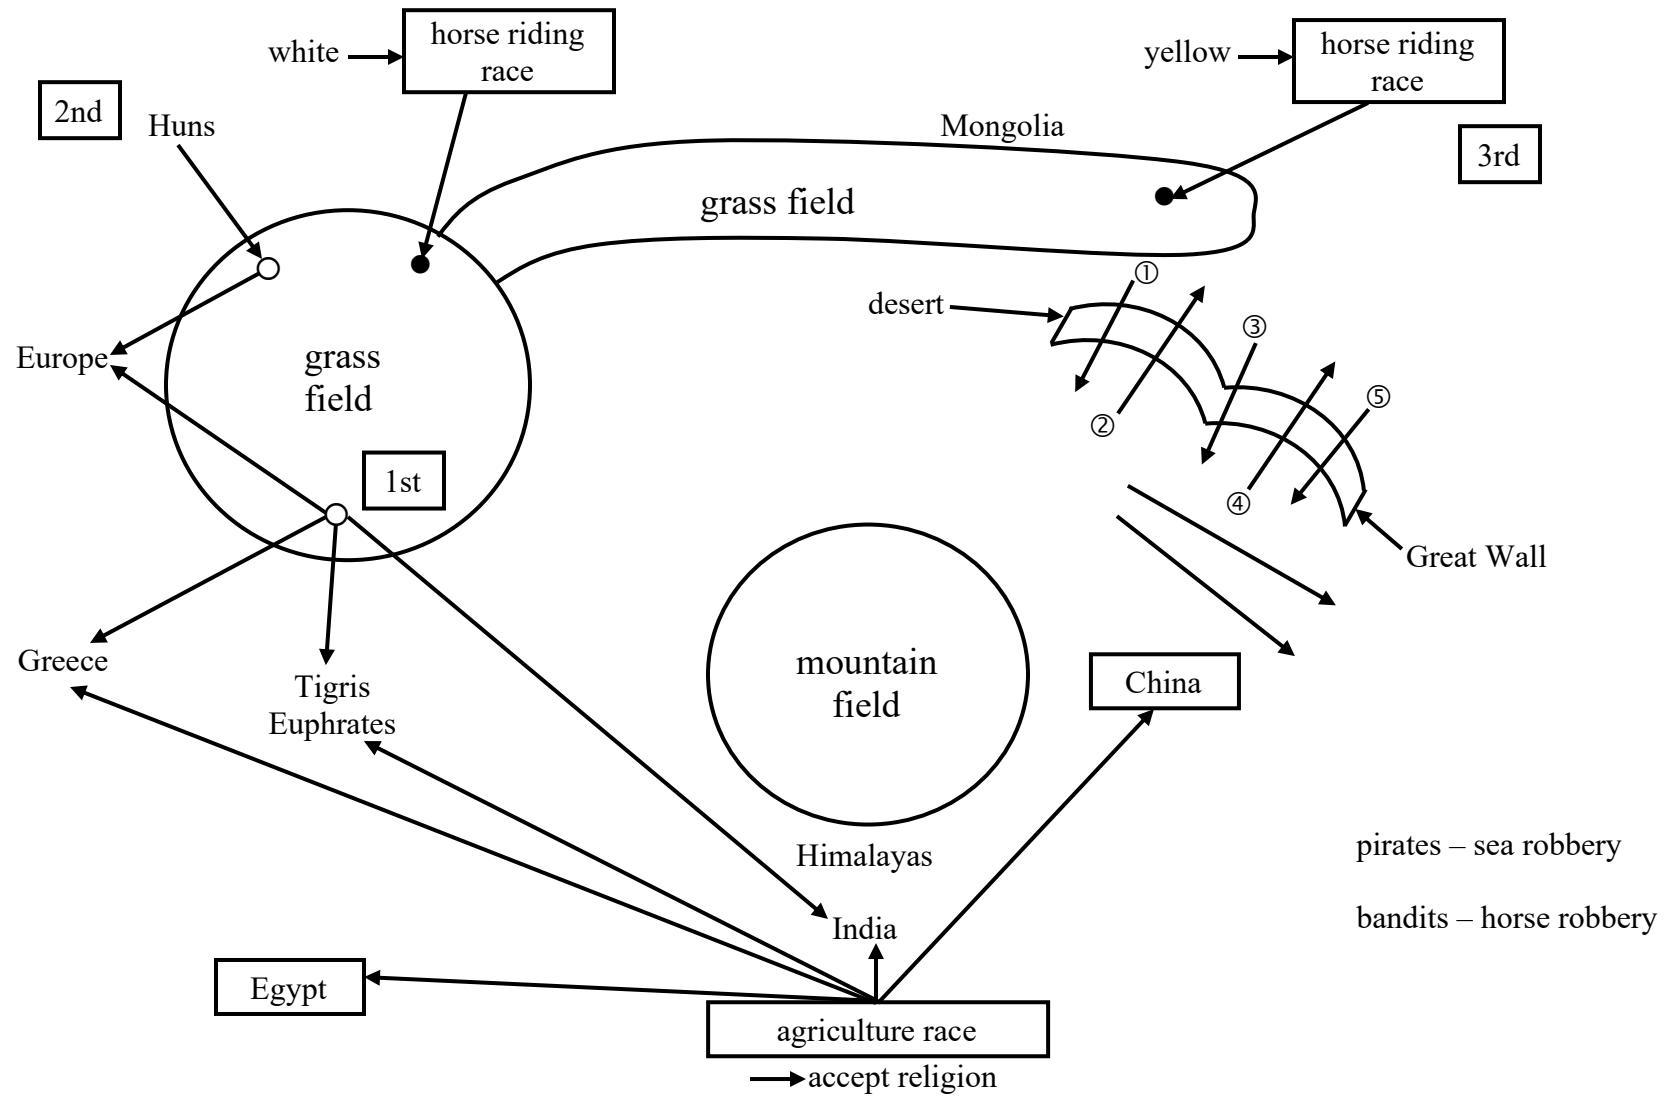 white
horse riding
race
yellow
horse riding
race
2nd
Huns
Mongolia
3rd
grass field
①
desert
③
Europe
grass
field
⑤
②
1st
④
Great Wall
Greece
mountain
field
China
Tigris
Euphrates
Himalayas
pirates – sea robbery
India
bandits – horse robbery
Egypt
agriculture race
accept religion